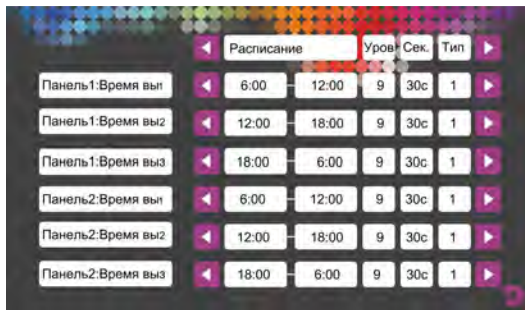 Расписание Уров Сек. Тип
Панель1:Время вы1 6:00 – 12:00 9 30с 1
Панель1:Время вы2 12:00 – 18:00 9 30с 1
Панель1:Время вы3 18:00 – 6:00 9 30с 1
Панель2:Время вы1 6:00 – 12:00 9 30с 1
Панель2:Время вы2 12:00 – 18:00 9 30с 1
Панель2:Время вы3 18:00 – 6:00 9 30с 1